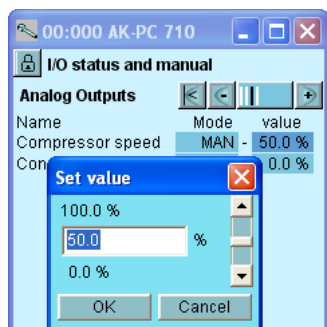 00:000 AK-PC 710
I/O status and manual
Analog Outputs
Name Mode value
Compressor speed MAN - 50.0 %
Con 0.0 %
Set value
100.0 %
50.0 %
0.0 %
OK Cancel